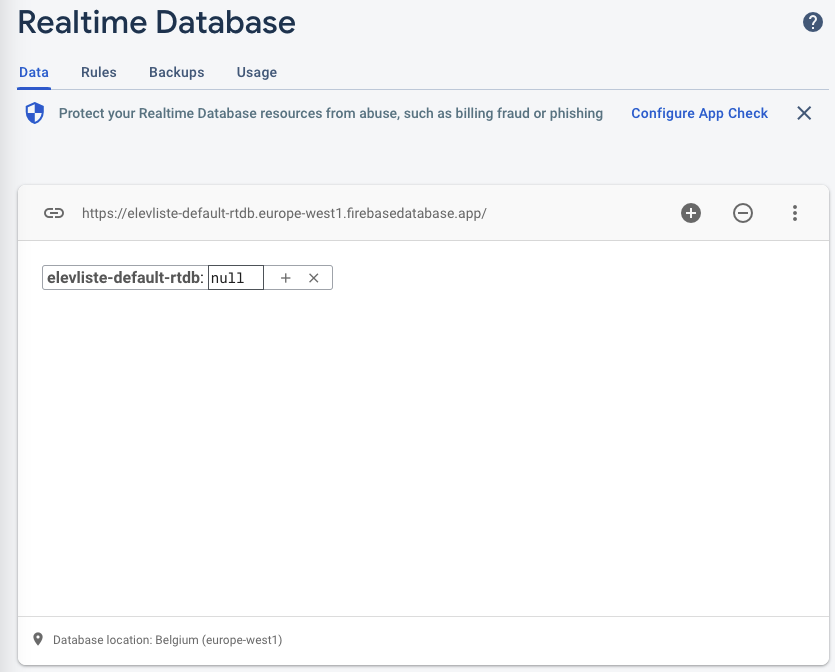 Realtime Database
Data Rules Backups Usage
Protect your Realtime Database resources from abuse, such as billing fraud or phishing Configure App Check
https://elevliste-default-rtdb.europe-west1.firebasedatabase.app/
elevliste-default-rtdb: null
Database location: Belgium (europe-west1)